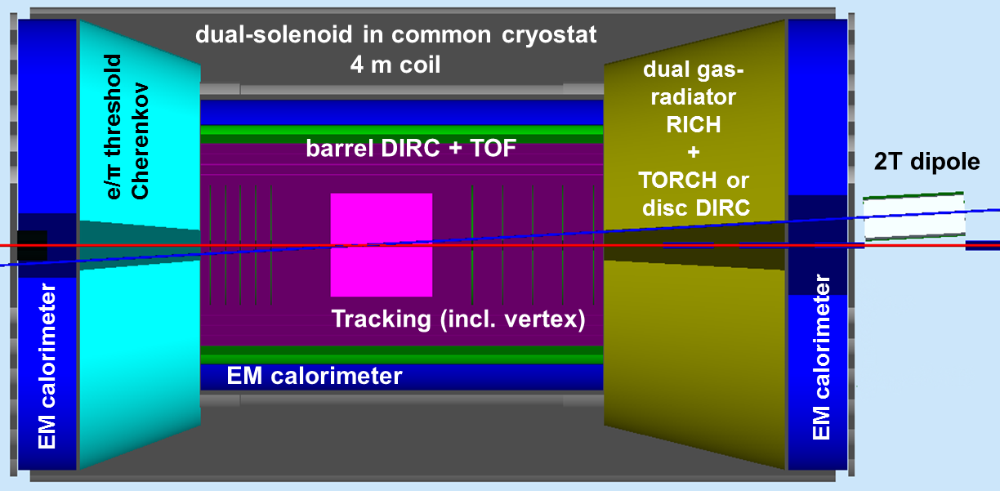 dual-solenoid in common cryostat
4 m coil
e/π threshold
Cherenkov
dual gas-
radiator
RICH
+
TORCH or
disc DIRC
barrel DIRC + TOF
2T dipole
Tracking (incl. vertex)
EM calorimeter
EM calorimeter
EM calorimeter